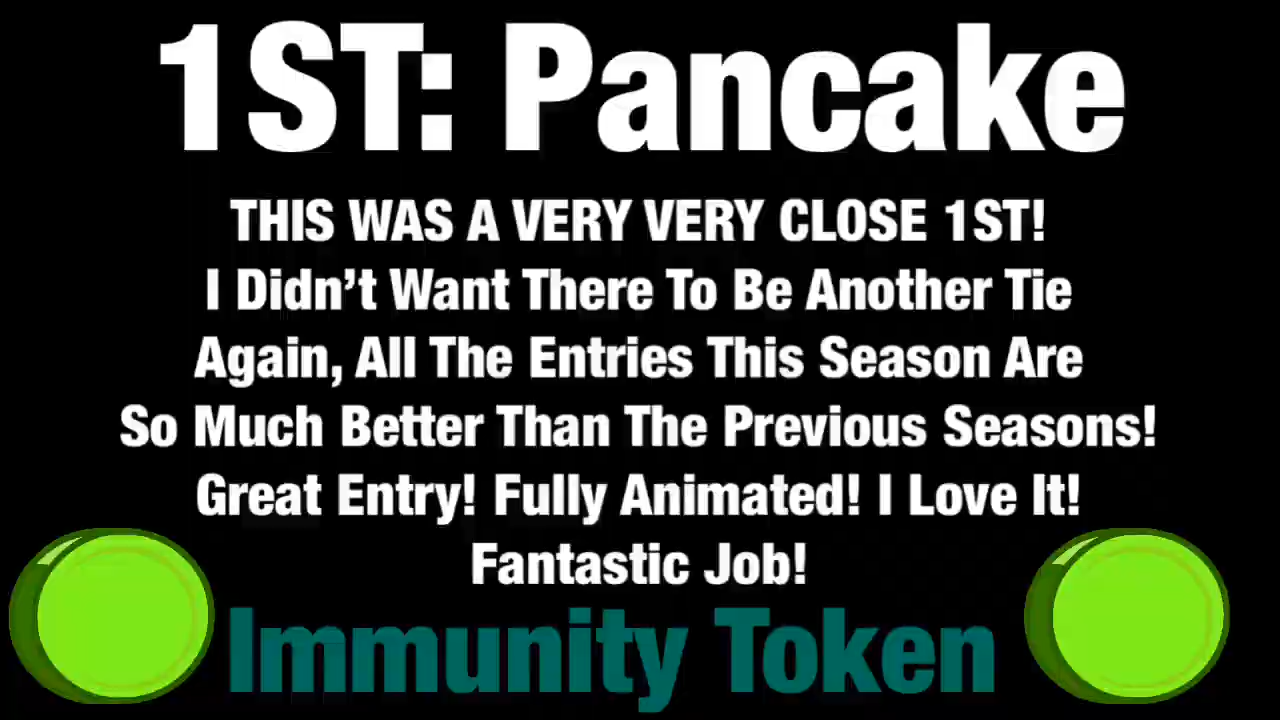 1ST: Pancake
THIS WAS A VERY VERY CLOSE 1ST!
I Didn’t Want There To Be Another Tie
Again, All The Entries This Season Are
So Much Better Than The Previous Seasons!
Great Entry! Fully Animated! I Love It!
Fantastic Job!
Immunity Token